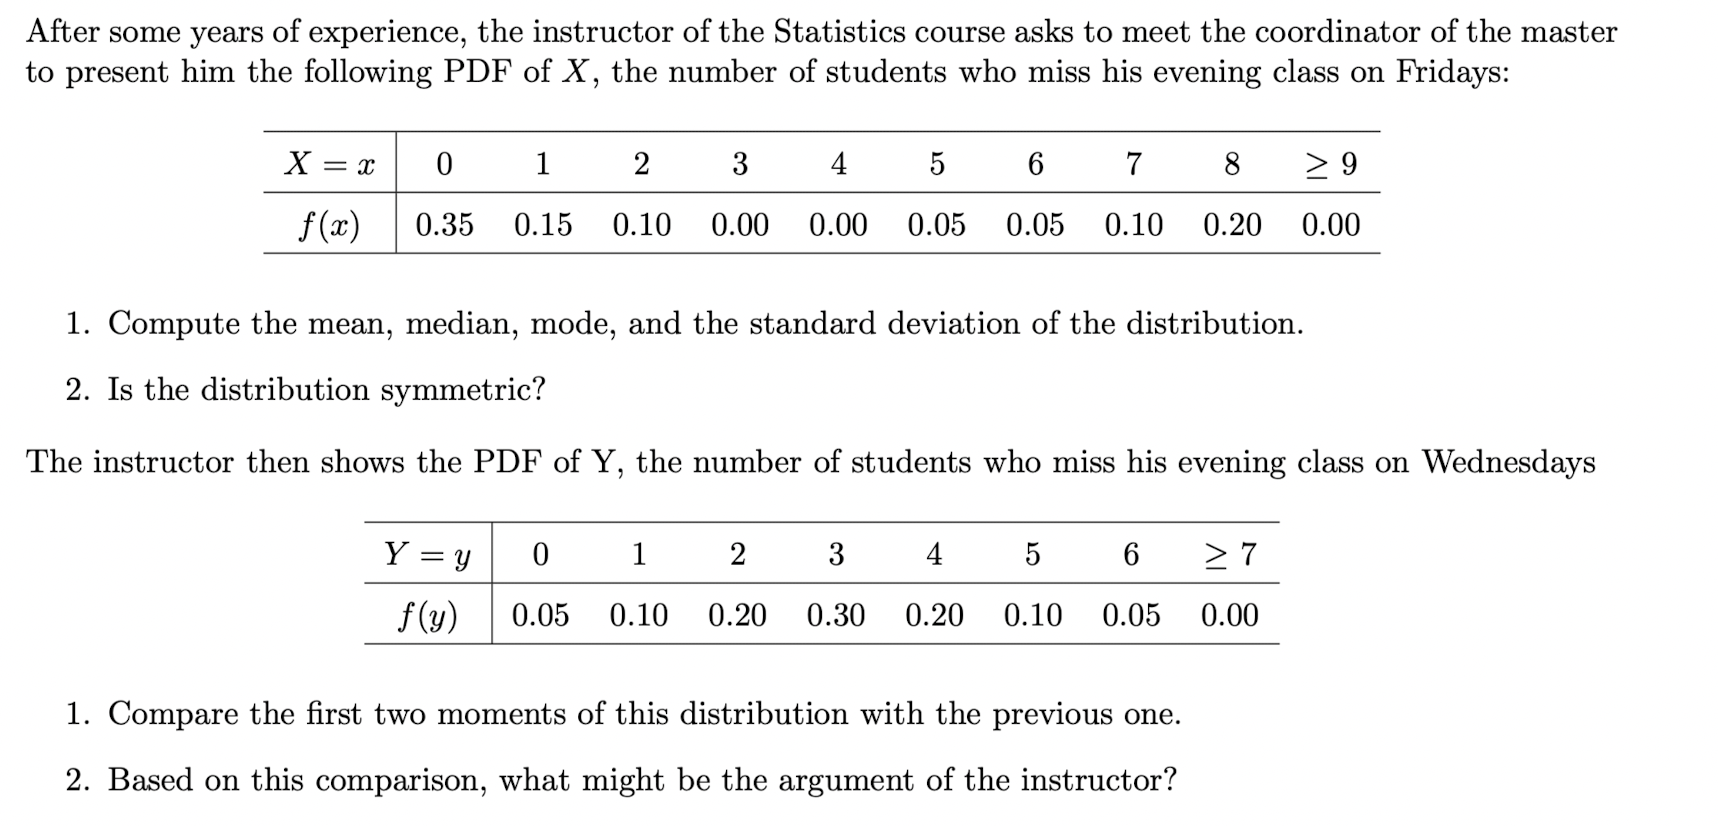 After some years of experience, the instructor of the Statistics course asks to meet the coordinator of the master
to present him the following PDF of X, the number of students who miss his evening class on Fridays:
X = x 0 1 2 3 4 5 6 7 8 ≥ 9
f(x) 0.35 0.15 0.10 0.00 0.00 0.05 0.05 0.10 0.20 0.00
1. Compute the mean, median, mode, and the standard deviation of the distribution.
2. Is the distribution symmetric?
The instructor then shows the PDF of Y, the number of students who miss his evening class on Wednesdays
Y = y 0 1 2 3 4 5 6 ≥ 7
f(y) 0.05 0.10 0.20 0.30 0.20 0.10 0.05 0.00
1. Compare the first two moments of this distribution with the previous one.
2. Based on this comparison, what might be the argument of the instructor?